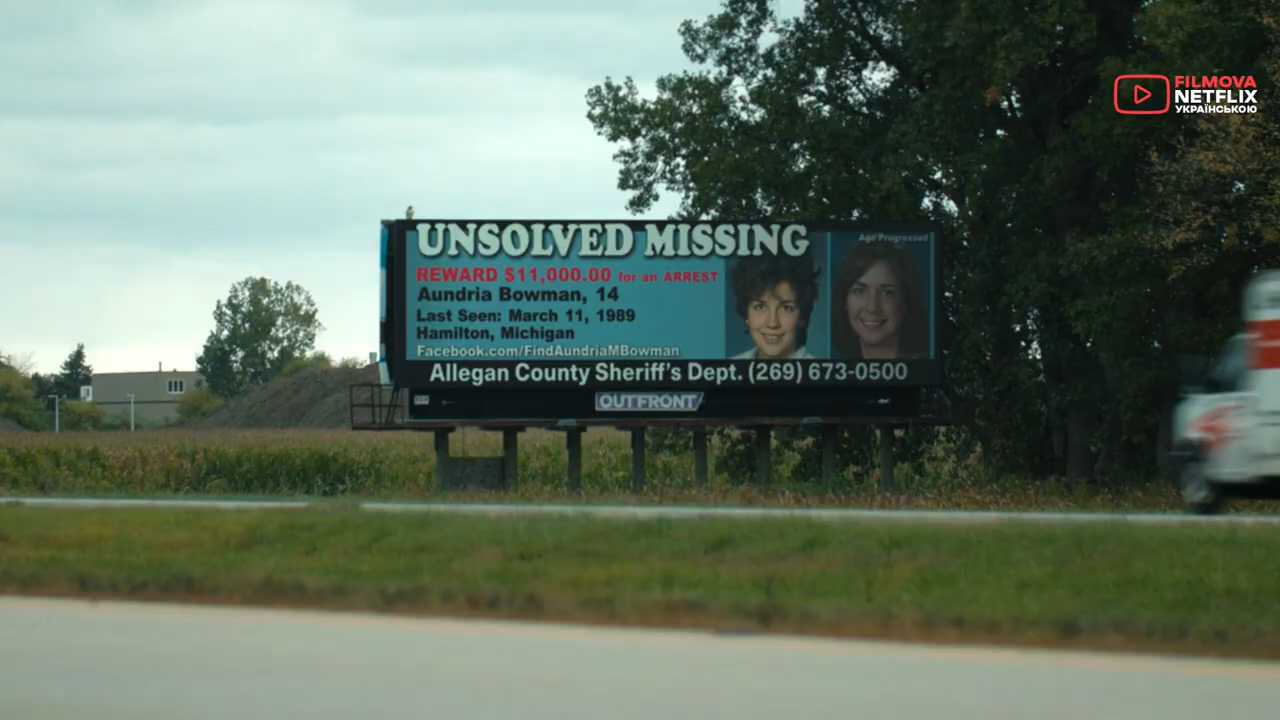 FILMOVA
NETFLIX
УКРАЇНСЬКОЮ
UNSOLVED MISSING
Age Progressed
REWARD $11,000.00 for an ARREST
Aundria Bowman, 14
Last Seen: March 11, 1989
Hamilton, Michigan
Facebook.com/FindAundriaMBowman
Allegan County Sheriff's Dept. (269) 673-0500
OUTFRONT